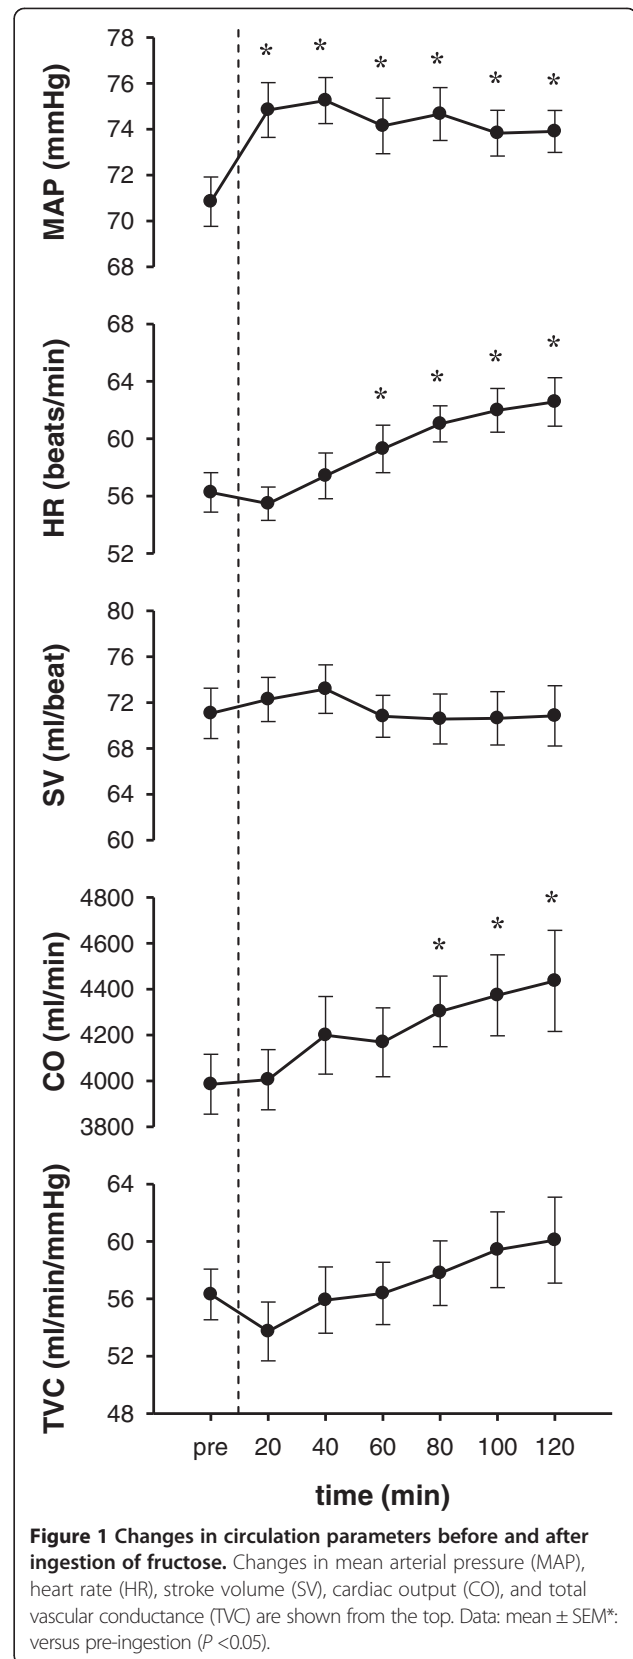 78
* * * * * *
76
74
72
70
68
MAP (mmHg)
68
* * * *
64
60
56
52
HR (beats/min)
80
76
72
68
64
60
SV (ml/beat)
4800
* * *
4600
4400
4200
4000
3800
CO (ml/min)
64
60
56
52
48
TVC (ml/min/mmHg)
pre 20 40 60 80 100 120
time (min)
Figure 1 Changes in circulation parameters before and after
ingestion of fructose. Changes in mean arterial pressure (MAP),
heart rate (HR), stroke volume (SV), cardiac output (CO), and total
vascular conductance (TVC) are shown from the top. Data: mean ± SEM*:
versus pre-ingestion (P <0.05).